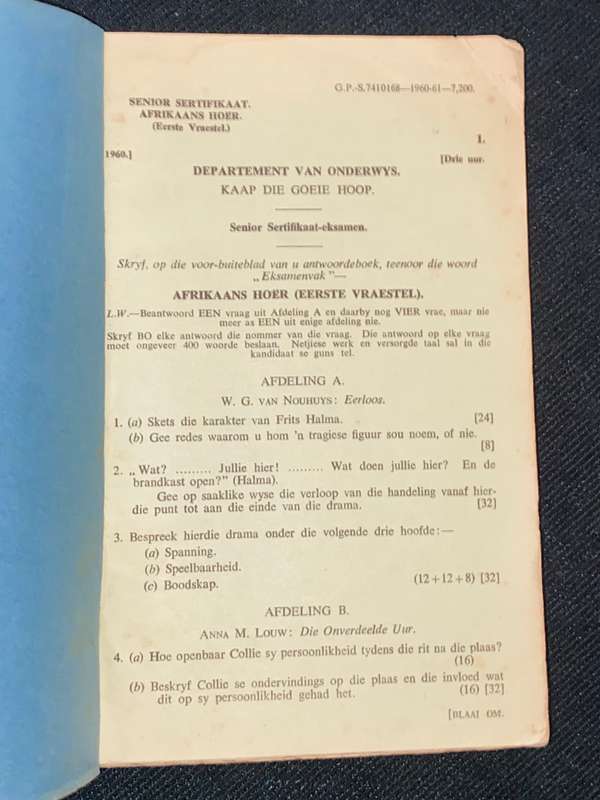 G.P.-S.7410168—1960-61—7,200.
SENIOR SERTIFIKAAT.
AFRIKAANS HOER.
(Eerste Vraestel.)
1.
1960.] [Drie uur.
DEPARTEMENT VAN ONDERWYS.
KAAP DIE GOEIE HOOP.
Senior Sertifikaat-eksamen.
Skryf, op die voor-buiteblad van u antwoordeboek, teenoor die woord
„Eksamenvak”—
AFRIKAANS HOER (EERSTE VRAESTEL).
L.W.—Beantwoord EEN vraag uit Afdeling A en daarby nog VIER vrae, maar nie
meer as EEN uit enige afdeling nie.
Skryf BO elke antwoord die nommer van die vraag. Die antwoord op elke vraag
moet ongeveer 400 woorde beslaan. Netjiese werk en versorgde taal sal in die
kandidaat se guns tel.
AFDELING A.
W. G. VAN NOUHUYS: Eerloos.
1. (a) Skets die karakter van Frits Halma. [24]
(b) Gee redes waarom u hom 'n tragiese figuur sou noem, of nie.
[8]
2. „Wat? ......... Jullie hier! ......... Wat doen jullie hier? En de
brandkast open?” (Halma).
Gee op saaklike wyse die verloop van die handeling vanaf hier-
die punt tot aan die einde van die drama. [32]
3. Bespreek hierdie drama onder die volgende drie hoofde:—
(a) Spanning.
(b) Speelbaarheid.
(c) Boodskap. (12+12+8) [32]
AFDELING B.
ANNA M. LOUW: Die Onverdeelde Uur.
4. (a) Hoe openbaar Collie sy persoonlikheid tydens die rit na die plaas?
(16)
(b) Beskryf Collie se ondervindings op die plaas en die invloed wat
dit op sy persoonlikheid gehad het. (16) [32]
[BLAAI OM.